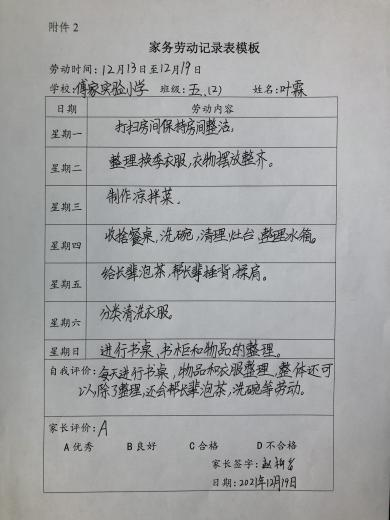 附件2
家务劳动记录表模板
劳动时间:12月13日至12月19日
学校:傅家实验小学 班级:五.(2) 姓名:叶霖
日期 劳动内容
星期一 打扫房间保持房间整洁,
星期二 整理换季衣服,衣物摆放整齐。
星期三 制作凉拌菜.
星期四 收拾餐桌,洗碗,清理灶台,整理水箱。
星期五 给长辈泡茶,帮长辈捶背,揉肩。
星期六 分类清洗衣服。
星期日 进行书桌,书柜和物品的整理。
自我评价:每天进行书桌,物品和衣服整理,整体还可
以,除了整理,还会帮长辈泡茶,洗碗等劳动。
家长评价:A
A优秀 B良好 C合格 D不合格
家长签字:
日期:2021年12月19日